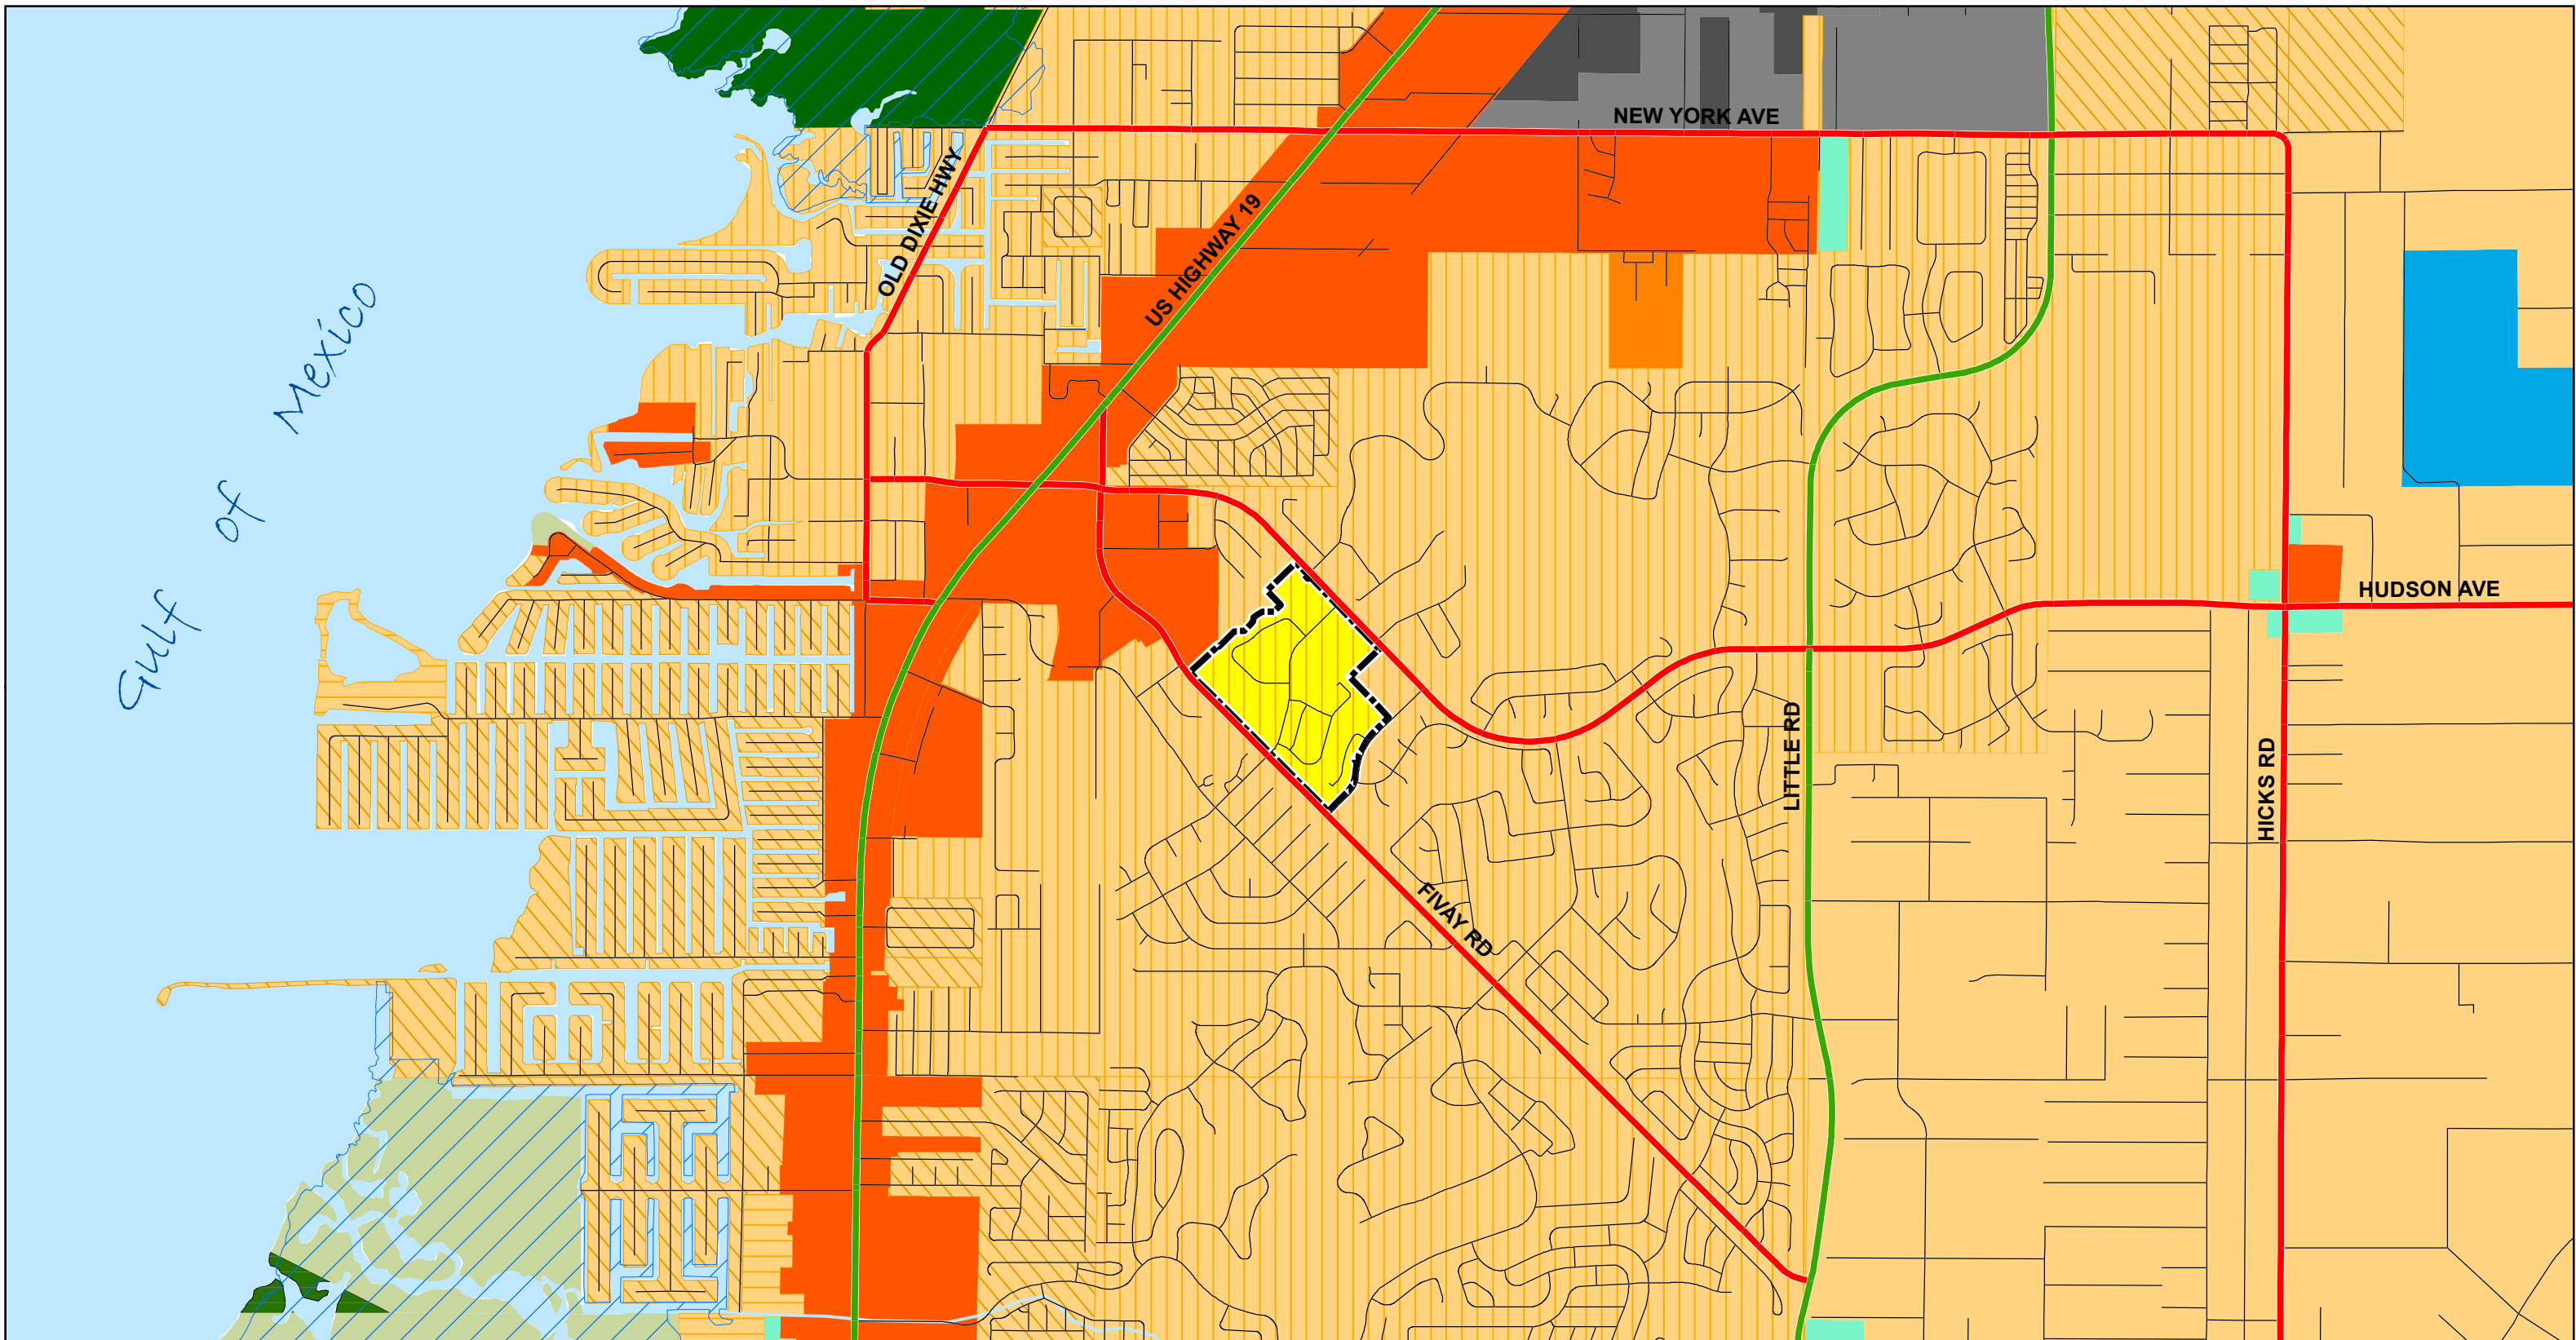 NEW YORK AVE
OLD DIXIE HWY
US HIGHWAY 19
Gulf of Mexico
HUDSON AVE
LITTLE RD
HICKS RD
FIVAY RD